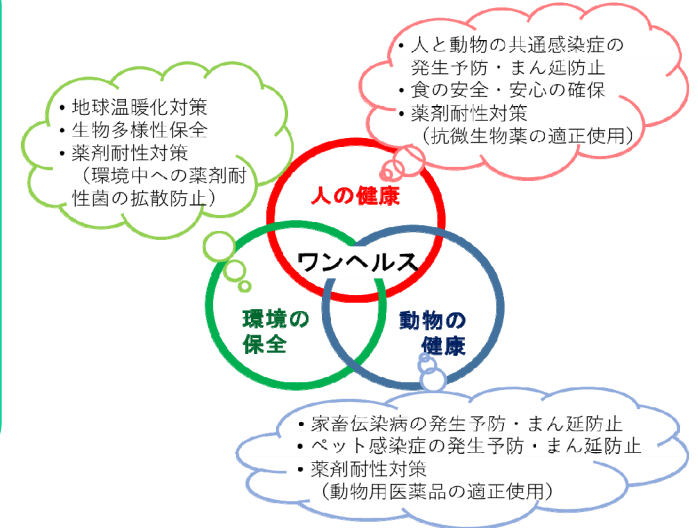 ・人と動物の共通感染症の
発生予防・まん延防止
・食の安全・安心の確保
・薬剤耐性対策
（抗微生物薬の適正使用）
・地球温暖化対策
・生物多様性保全
・薬剤耐性対策
（環境中への薬剤耐
性菌の拡散防止）
人の健康
ワンヘルス
環境の
保全
動物の
健康
・家畜伝染病の発生予防・まん延防止
・ペット感染症の発生予防・まん延防止
・薬剤耐性対策
（動物用医薬品の適正使用）